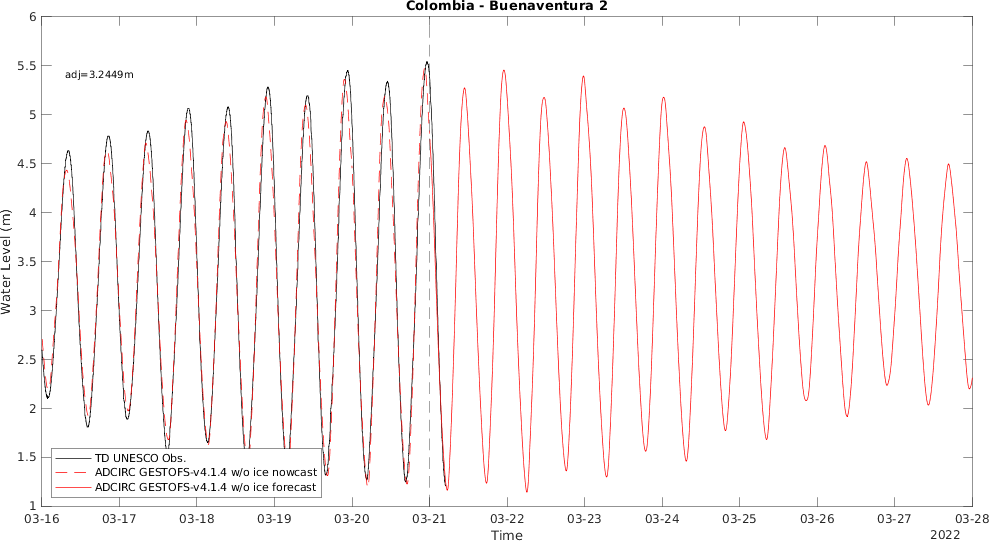 Colombia - Buenaventura 2
6
5.5
5
4.5
4
3.5
3
2.5
2
1.5
1
Water Level (m)
adj=3.2449m
TD UNESCO Obs.
ADCIRC GESTOFS-v4.1.4 w/o ice nowcast
ADCIRC GESTOFS-v4.1.4 w/o ice forecast
03-16 03-17 03-18 03-19 03-20 03-21 03-22 03-23 03-24 03-25 03-26 03-27 03-28
Time
2022